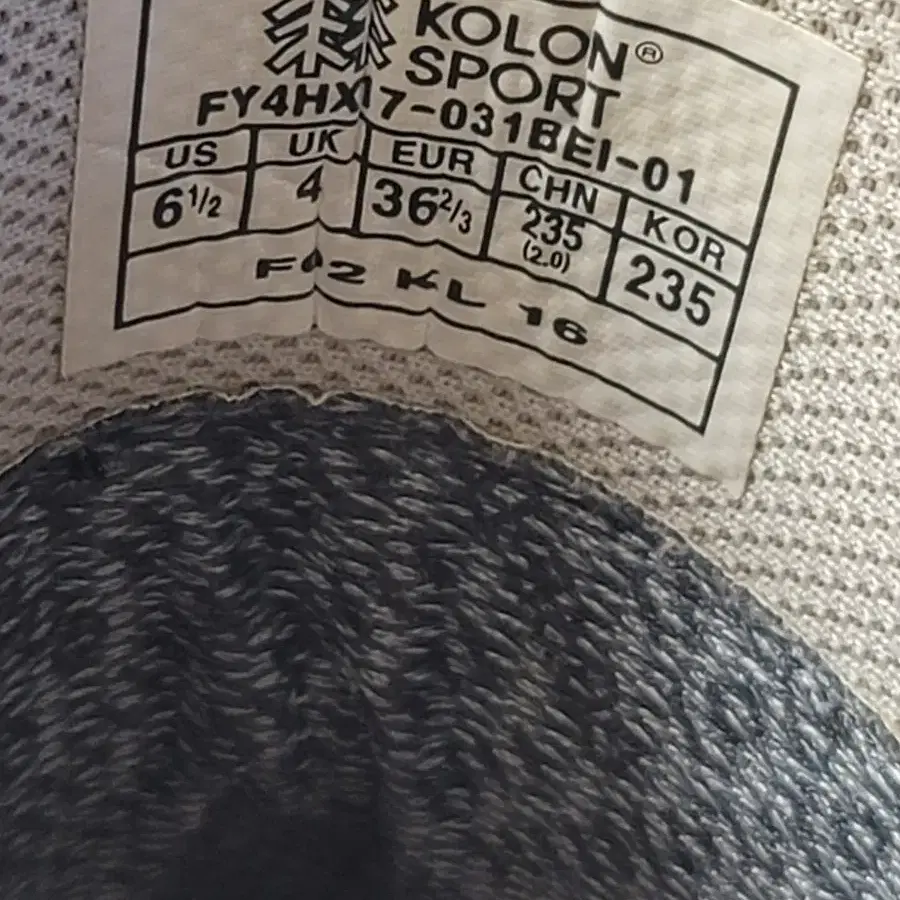 KOLON®
SPORT
FY4HX17-031BEI-01
US UK EUR CHN KOR
6 1/2 4 36 2/3 235 (2.0) 235
KL 16